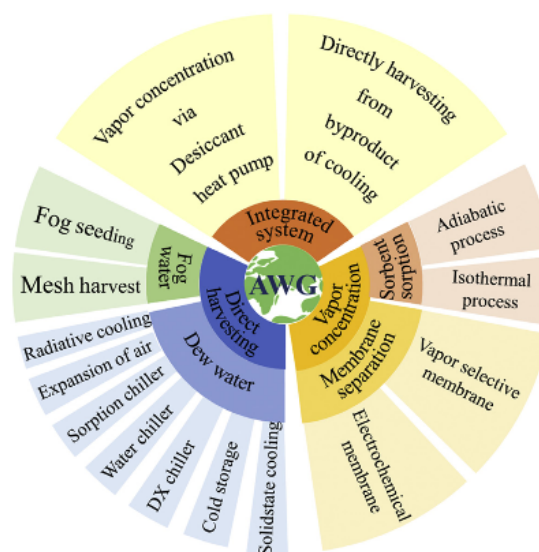 Vapor concentration
via
Desiccant
heat pump
Directly harvesting
from
byproduct
of cooling
Integrated
system
Fog seeding
Mesh harvest
Fog
water
AWG
Sorbent
sorption
Adiabatic
process
Isothermal
process
Direct
harvesting
Vapor
concentration
Dew water
Membrane
separation
Radiative cooling
Expansion of air
Sorption chiller
Water chiller
DX chiller
Cold storage
Solidstate cooling
Electrochemical
membrane
Vapor selective
membrane